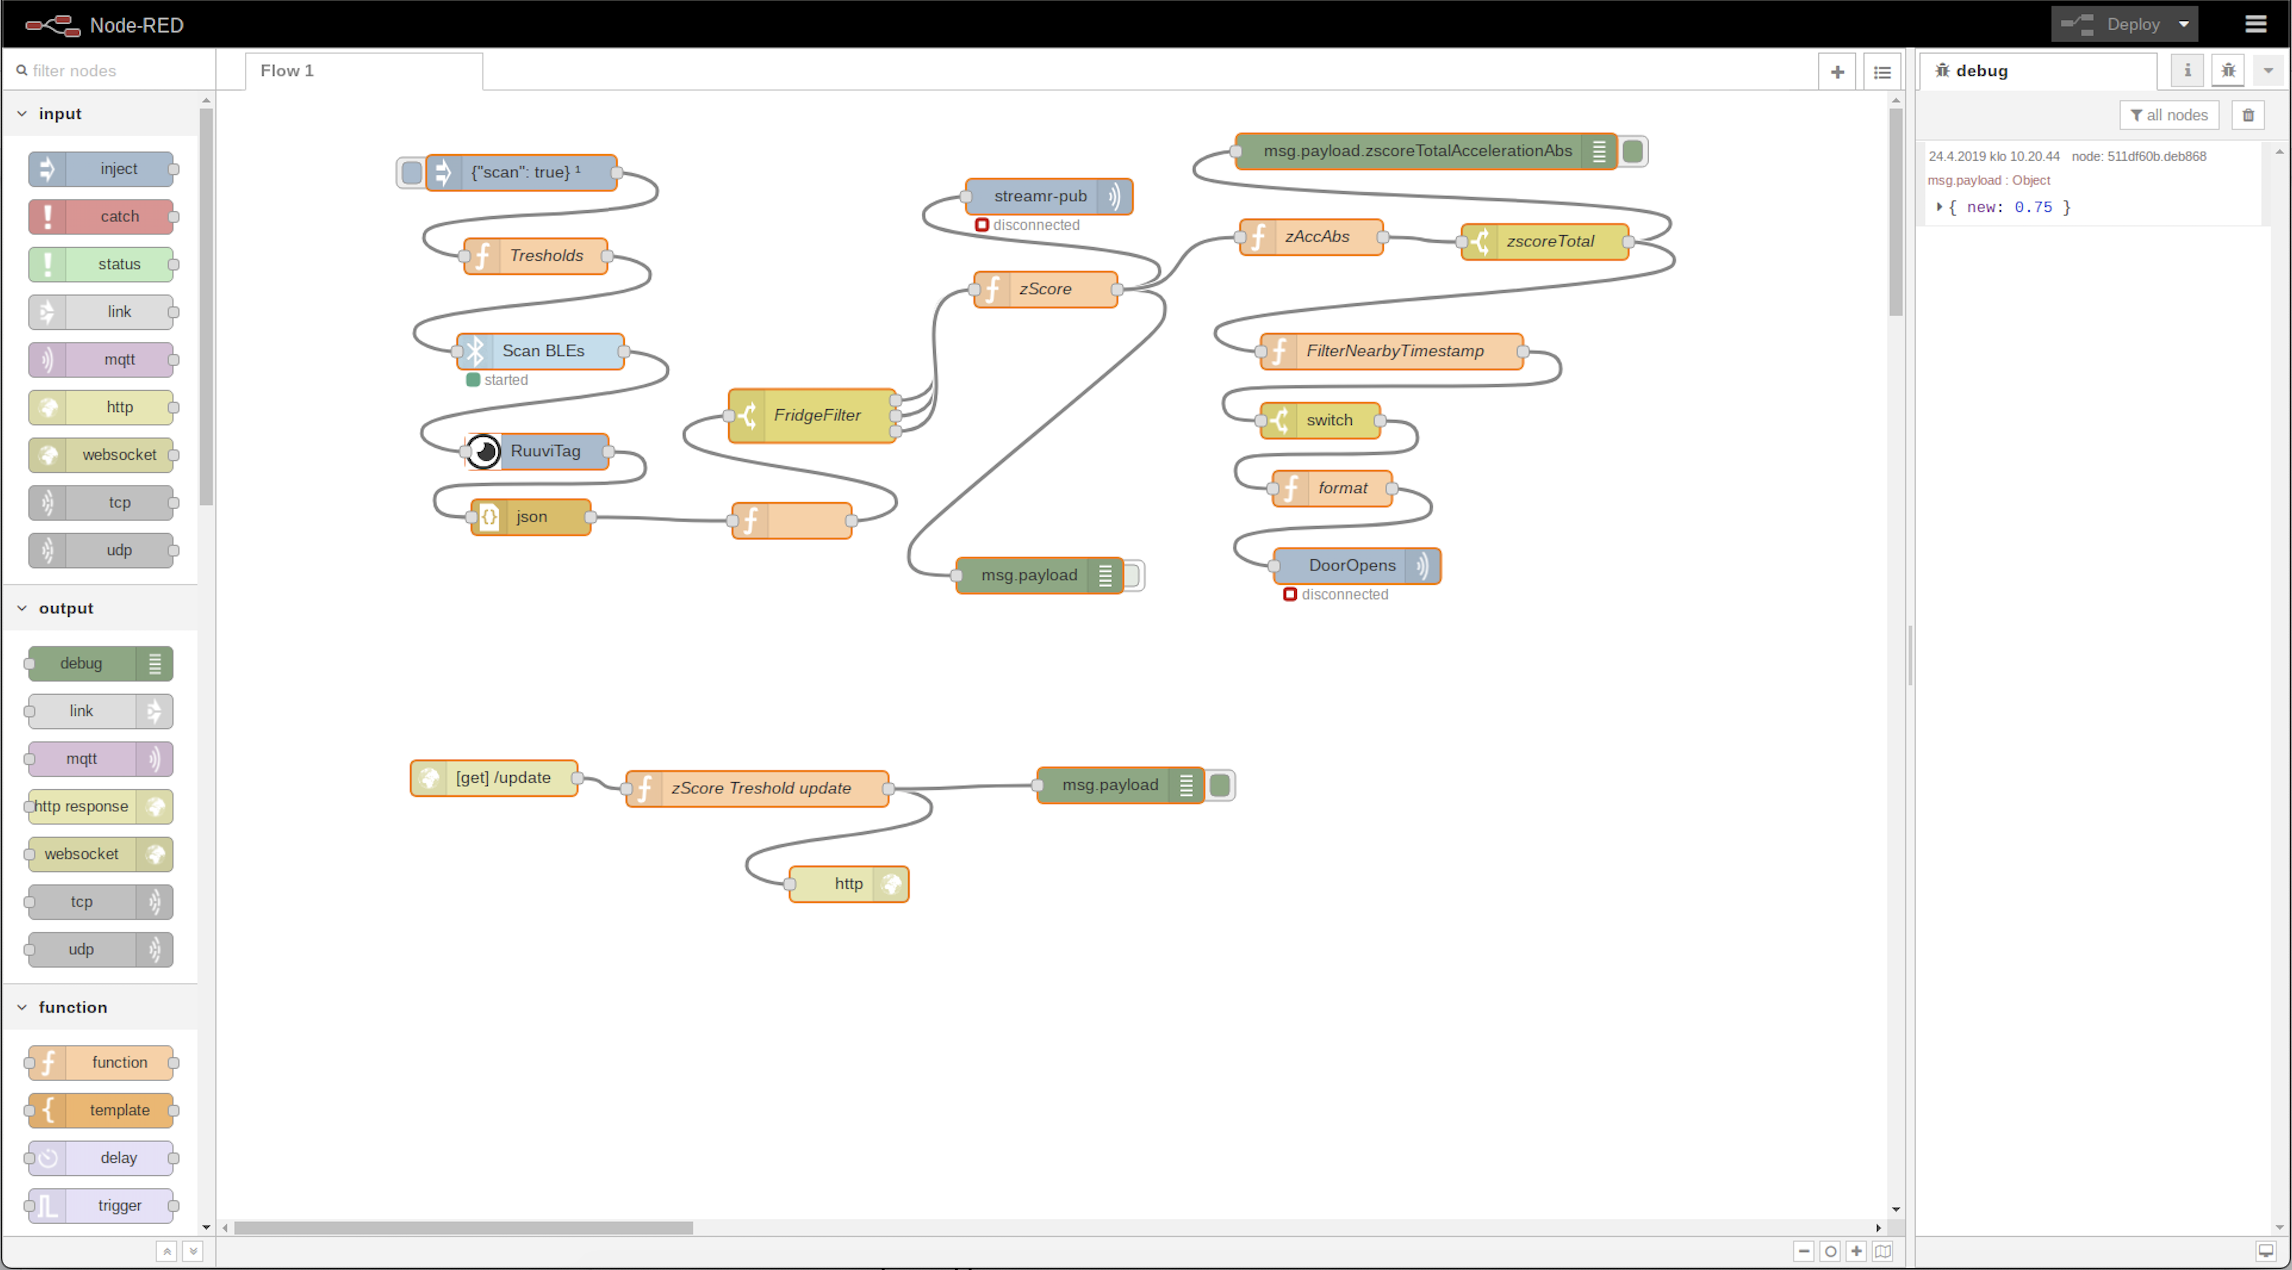 Node-RED
Deploy
filter nodes
Flow 1
debug
all nodes
input
inject
catch
status
link
mqtt
http
websocket
tcp
udp
output
debug
link
mqtt
http response
websocket
tcp
udp
function
function
template
delay
trigger
{"scan": true} ¹
Tresholds
Scan BLEs
started
RuuviTag
json
FridgeFilter
streamr-pub
disconnected
zScore
msg.payload
msg.payload.zscoreTotalAccelerationAbs
zAccAbs
zscoreTotal
FilterNearbyTimestamp
switch
format
DoorOpens
disconnected
[get] /update
zScore Treshold update
msg.payload
http
24.4.2019 klo 10.20.44 node: 511df60b.deb868
msg.payload : Object
{ new: 0.75 }